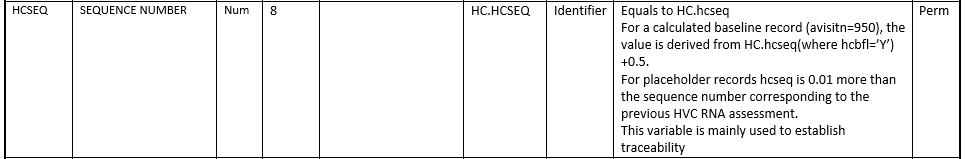 HCSEQ SEQUENCE NUMBER Num 8 HC.HCSEQ Identifier Equals to HC.hcseq Perm
For a calculated baseline record (avisitn=950), the
value is derived from HC.hcseq(where hcbfl='Y')
+0.5.
For placeholder records hcseq is 0.01 more than
the sequence number corresponding to the
previous HVC RNA assessment.
This variable is mainly used to establish
traceability